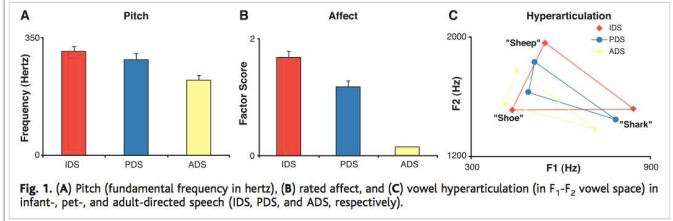 A Pitch
350
Frequency (Hertz)
0
IDS PDS ADS
B Affect
2
Factor Score
0
IDS PDS ADS
C Hyperarticulation
IDS
PDS
ADS
2000
F2 (Hz)
1200
"Sheep"
"Shoe"
"Shark"
300 F1 (Hz) 900
Fig. 1. (A) Pitch (fundamental frequency in hertz), (B) rated affect, and (C) vowel hyperarticulation (in F₁-F₂ vowel space) in
infant-, pet-, and adult-directed speech (IDS, PDS, and ADS, respectively).